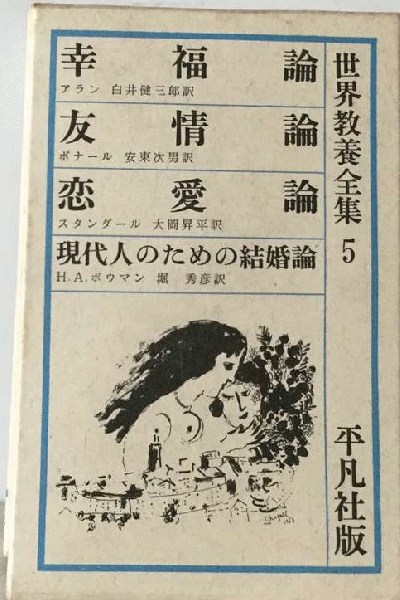 世界教養全集 5
幸福論
アラン 白井健三郎訳
友情論
ボナール 安東次男訳
恋愛論
スタンダール 大岡昇平訳
現代人のための結婚論
H.A.ボウマン 堀 秀彦訳
平凡社版